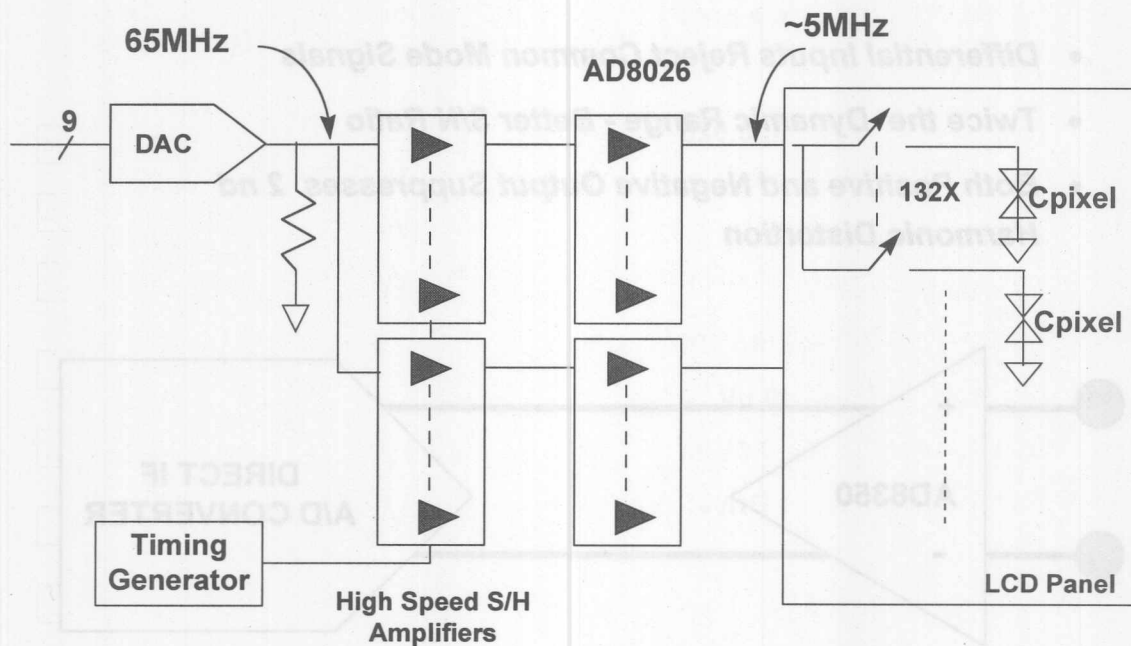 65MHz
~5MHz
AD8026
9
DAC
132X
Cpixel
Cpixel
Timing
Generator
High Speed S/H
Amplifiers
LCD Panel
• Differential Inputs Reject Common Mode Signals
• Twice the Dynamic Range - Better S/N Ratio
• Both Positive and Negative Output Suppresses 2 nd
Harmonic Distortion
DIRECT IF
A/D CONVERTER
AD8350